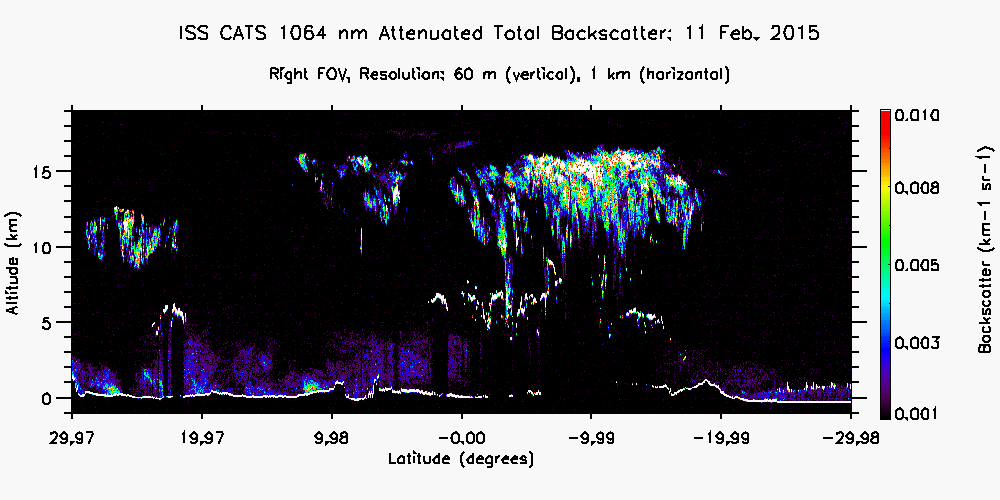 ISS CATS 1064 nm Attenuated Total Backscatter: 11 Feb. 2015
Right FOV, Resolution: 60 m (vertical), 1 km (horizontal)
Altitude (km)
15
10
5
0
29.97 19.97 9.98 -0.00 -9.99 -19.99 -29.98
Latitude (degrees)
0.010
0.008
0.005
0.003
0.001
Backscatter (km-1 sr-1)